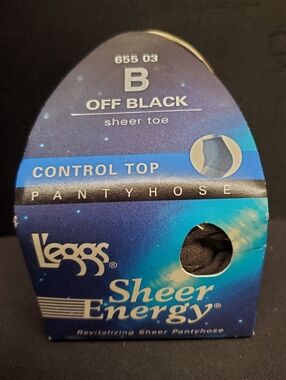 655 03
B
OFF BLACK
sheer toe
CONTROL TOP
PANTYHOSE
L'eggs®
Sheer
Energy®
Revitalizing Sheer Pantyhose